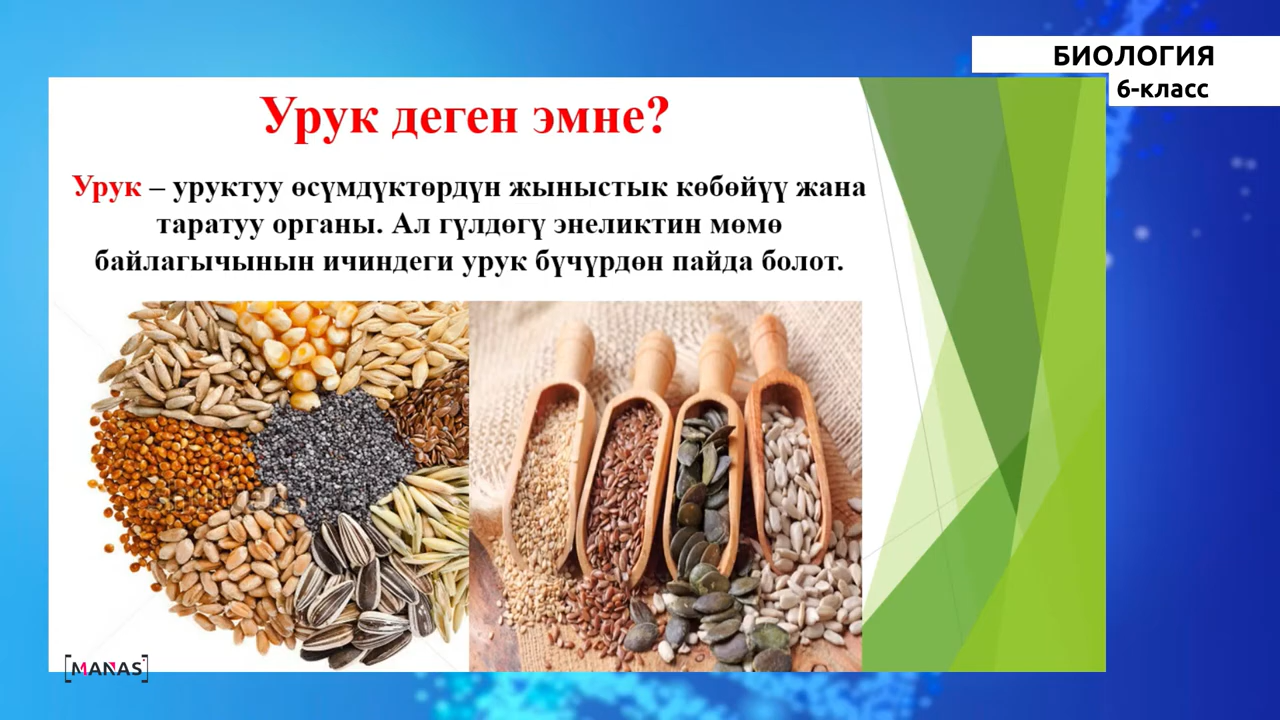 БИОЛОГИЯ
6-класс
Урук деген эмне?
Урук – уруктуу өсүмдүктөрдүн жыныстык көбөйүү жана
таратуу органы. Ал гүлдөгү энеликтин мөмө
байлагычынын ичиндеги урук бүчүрдөн пайда болот.
[MANAS]